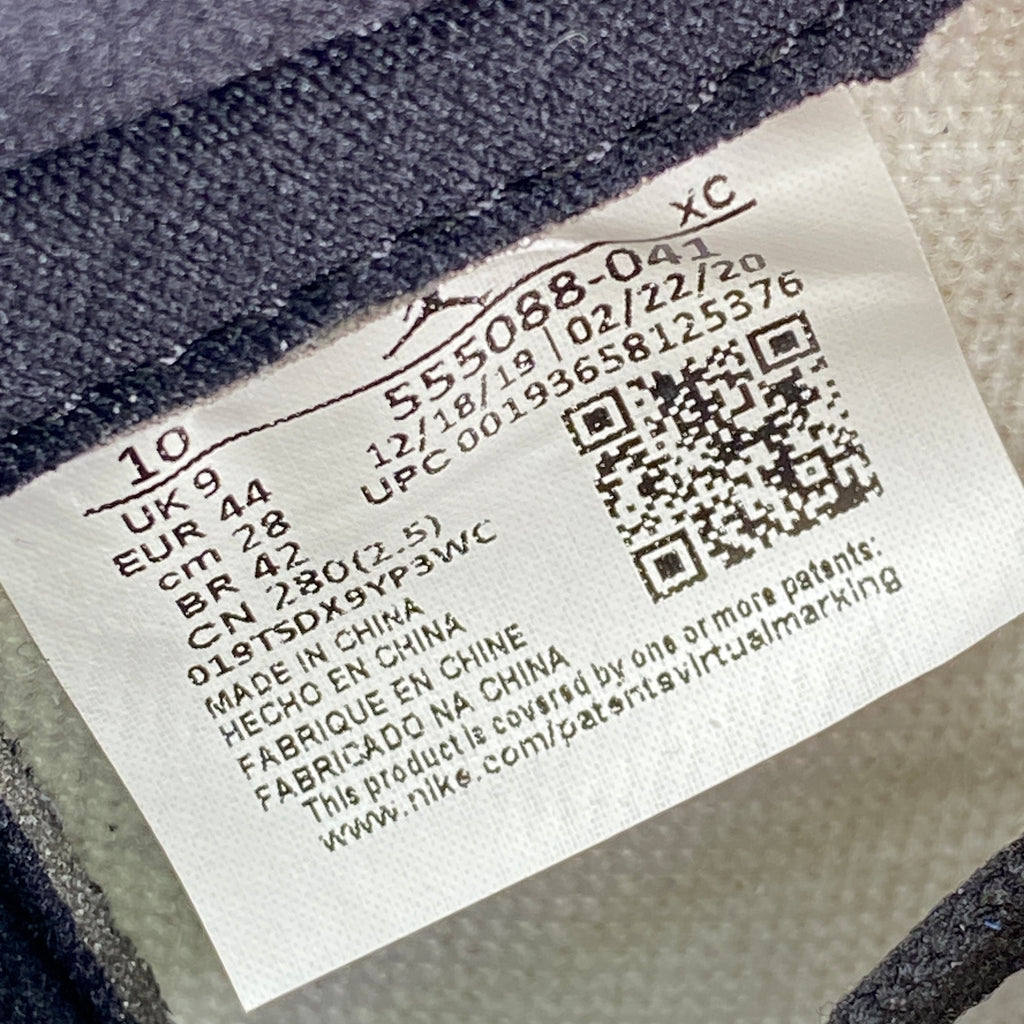 XC
10
555088-041
UK 9
12/18/19 | 02/22/20
EUR 44
UPC 00193658125376
cm 28
BR 42
CN 280(2.5)
019TSDX9YP3WC
MADE IN CHINA
HECHO EN CHINA
FABRIQUE EN CHINE
FABRICADO NA CHINA
This product is covered by one or more patents:
www.nike.com/patentsvirtualmarking